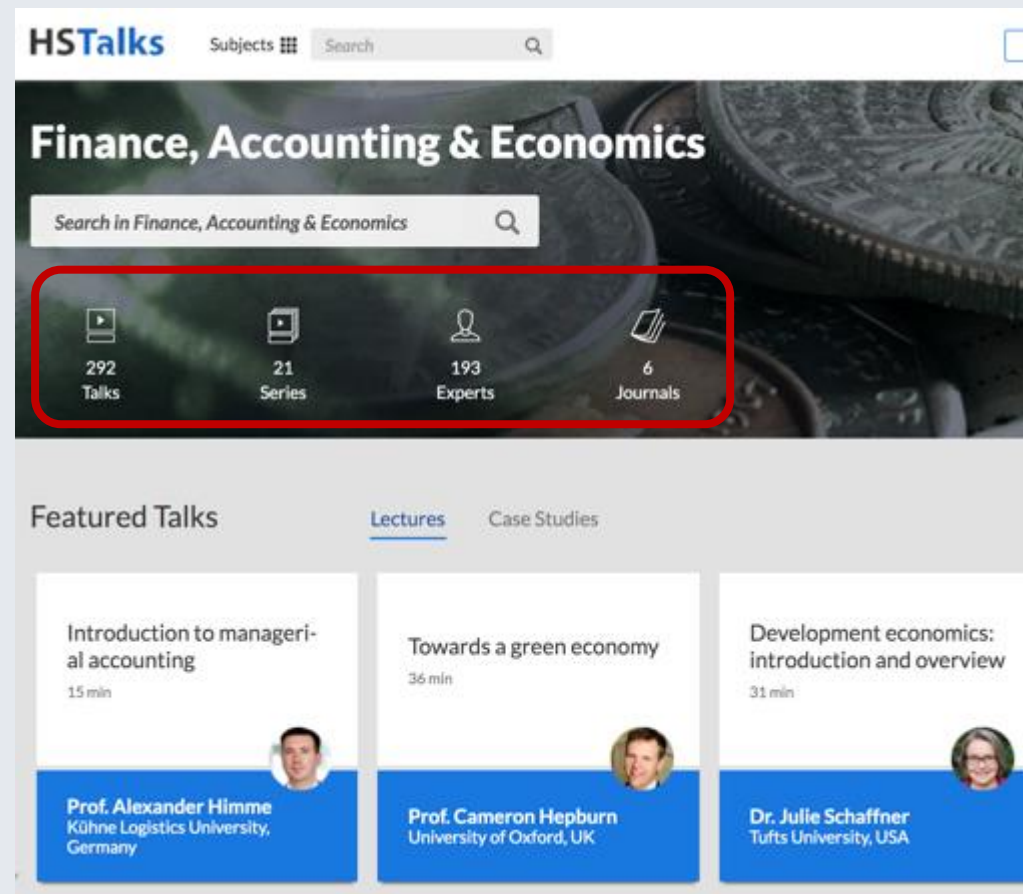 HSTalks
Subjects
Search
Finance, Accounting & Economics
Search in Finance, Accounting & Economics
292
Talks
21
Series
193
Experts
6
Journals
Featured Talks
Lectures
Case Studies
Introduction to manageri-
al accounting
15 min
Prof. Alexander Himme
Kühne Logistics University,
Germany
Towards a green economy
36 min
Prof. Cameron Hepburn
University of Oxford, UK
Development economics:
introduction and overview
31 min
Dr. Julie Schaffner
Tufts University, USA